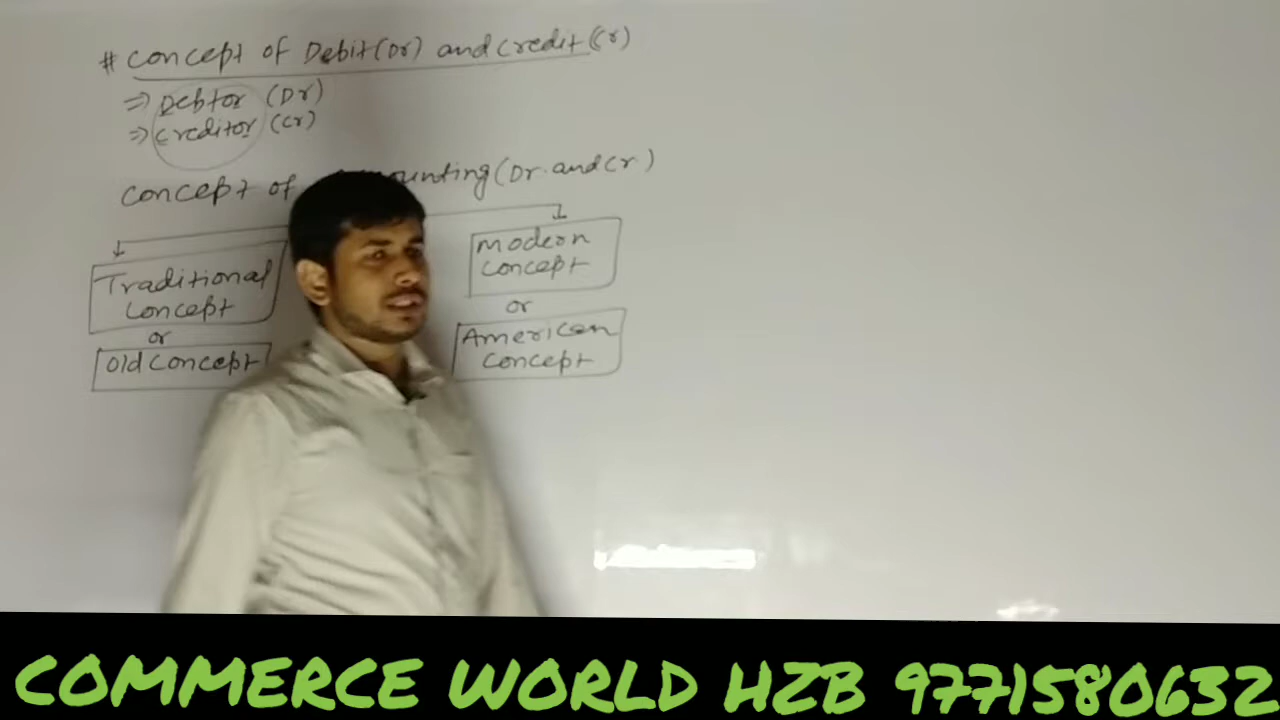 # Concept of Debit(Dr) and Credit(Cr)
⇒ Debtor (Dr)
⇒ Creditor (Cr)
Concept of (Dr. and Cr.)
Traditional Concept
or
Old Concept
Modern Concept
or
American Concept
COMMERCE WORLD HZB 9771580632